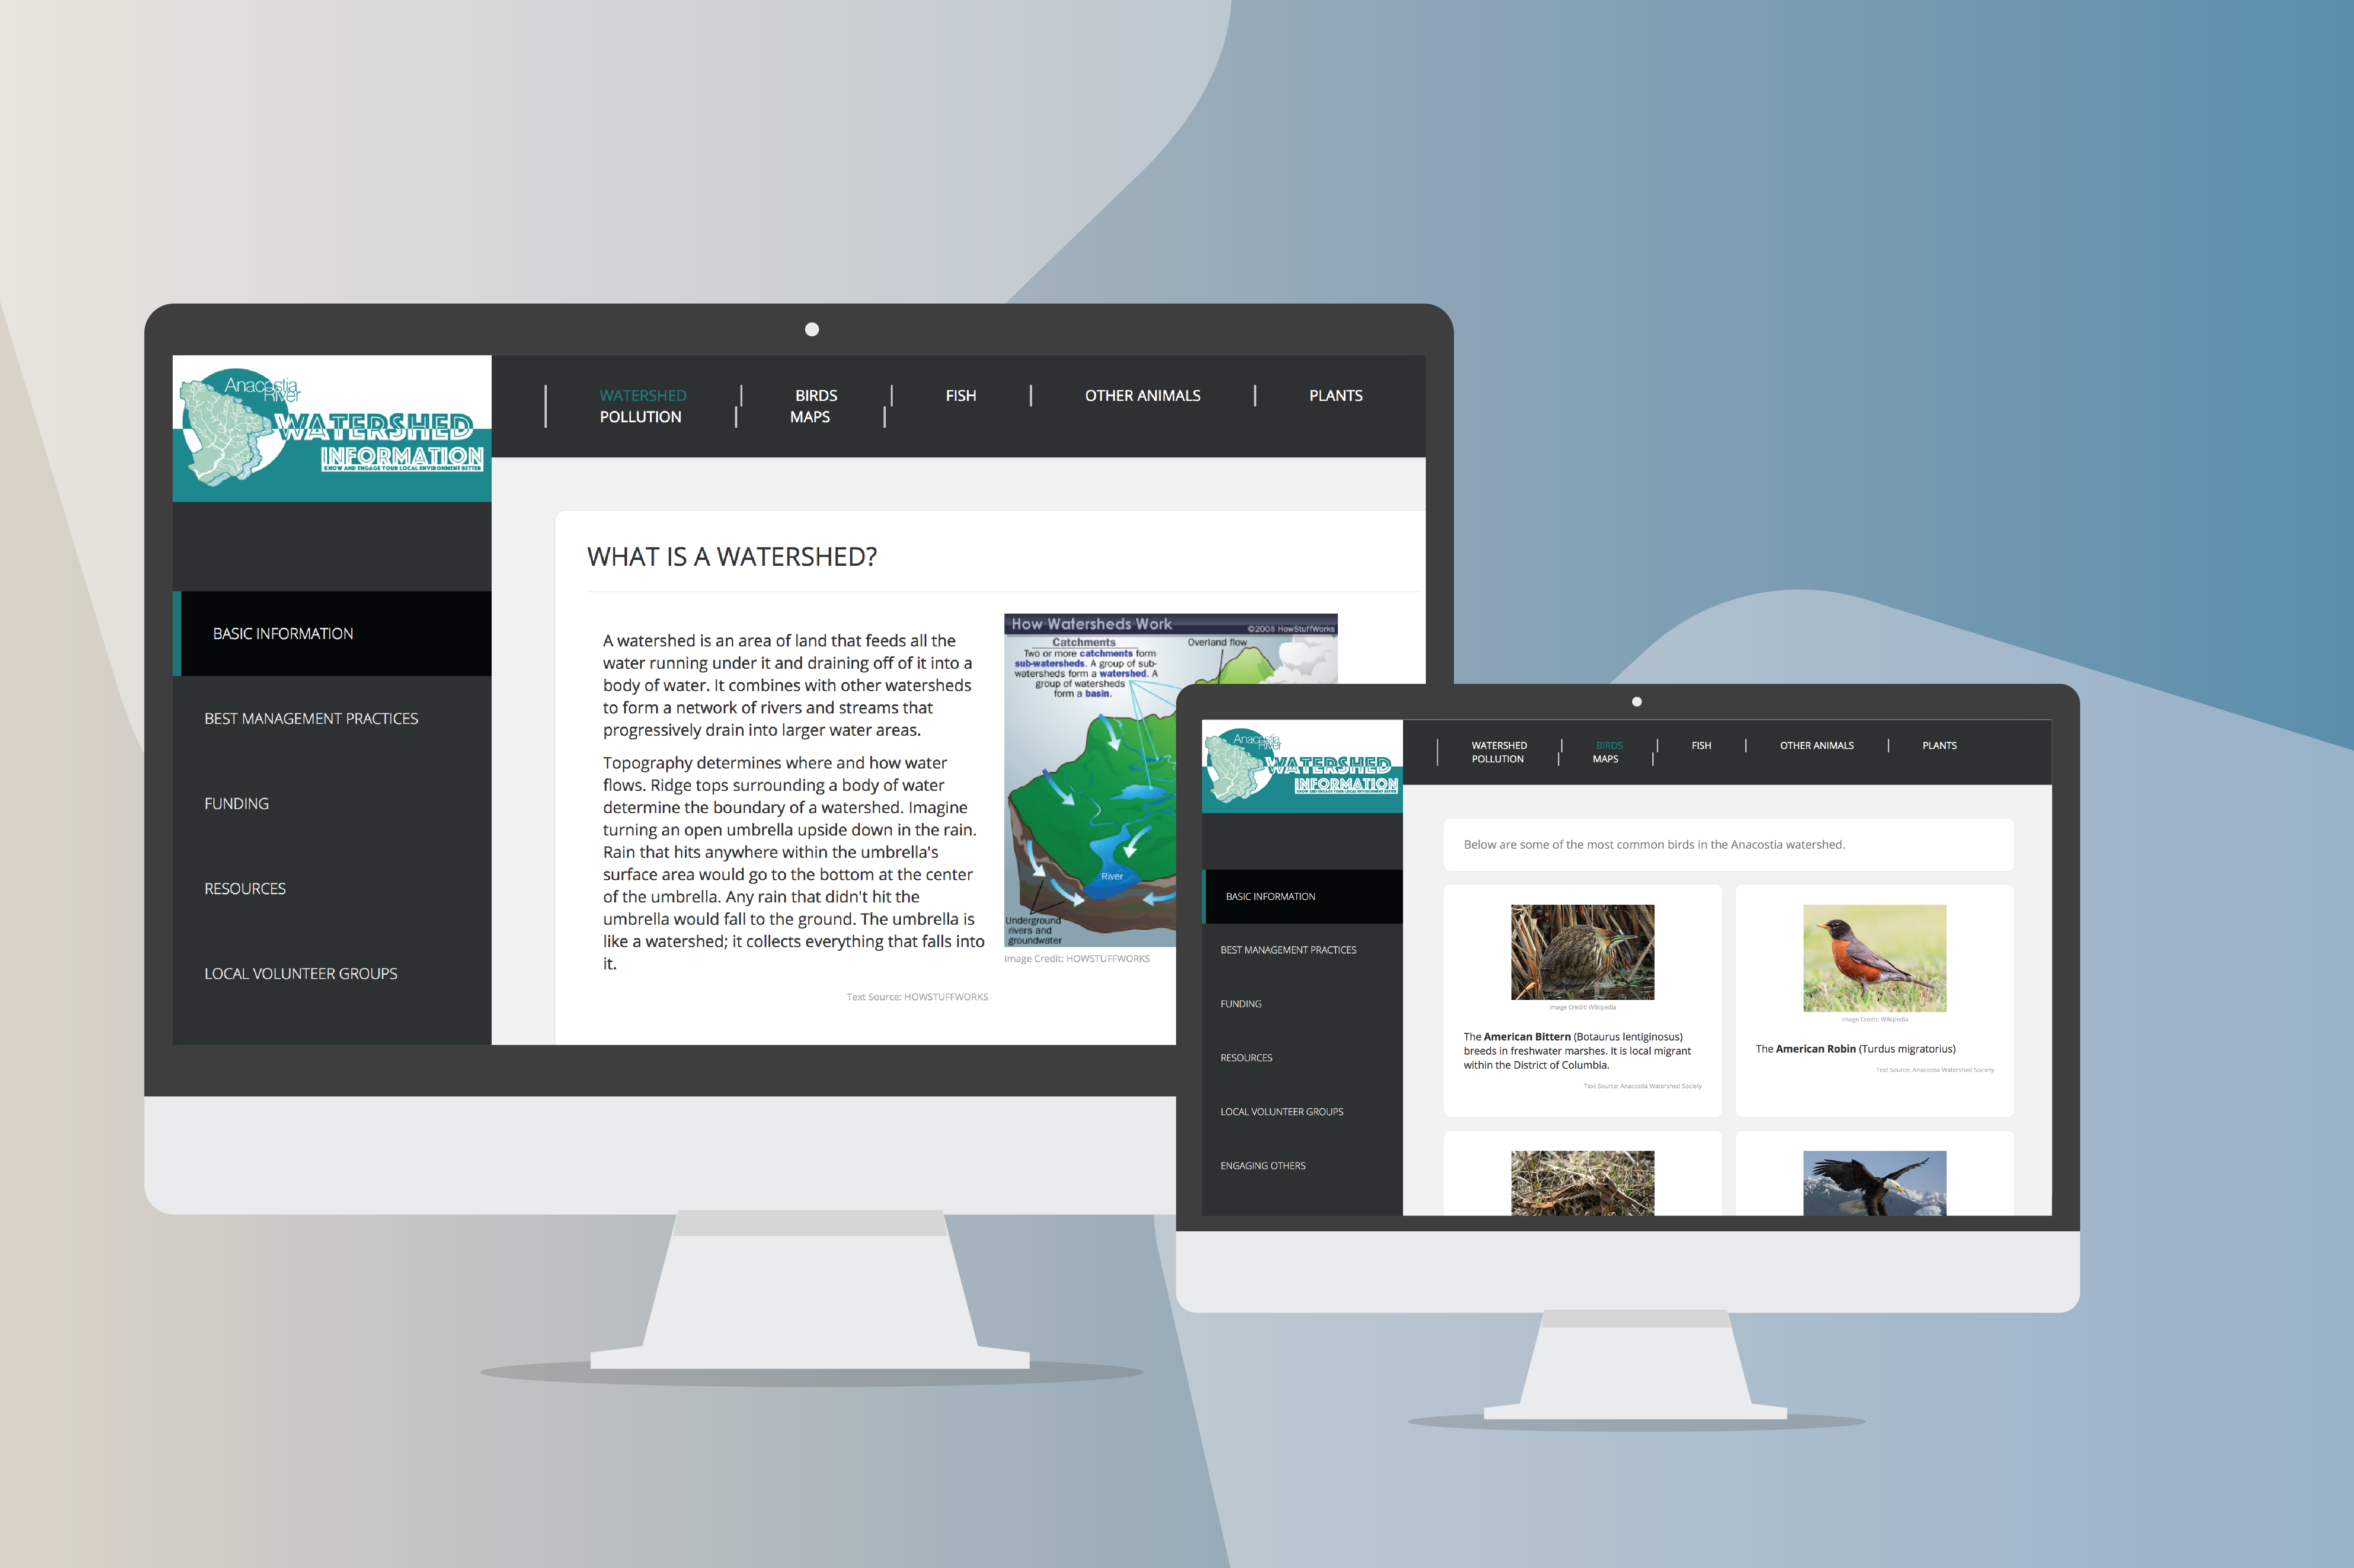 Anacostia
River
WATERSHED
INFORMATION
KNOW AND ENGAGE YOUR LOCAL ENVIRONMENT BETTER
WATERSHED
BIRDS
FISH
OTHER ANIMALS
PLANTS
POLLUTION
MAPS
BASIC INFORMATION
BEST MANAGEMENT PRACTICES
FUNDING
RESOURCES
LOCAL VOLUNTEER GROUPS
WHAT IS A WATERSHED?
A watershed is an area of land that feeds all the
water running under it and draining off of it into a
body of water. It combines with other watersheds
to form a network of rivers and streams that
progressively drain into larger water areas.
Topography determines where and how water
flows. Ridge tops surrounding a body of water
determine the boundary of a watershed. Imagine
turning an open umbrella upside down in the rain.
Rain that hits anywhere within the umbrella's
surface area would go to the bottom at the center
of the umbrella. Any rain that didn't hit the
umbrella would fall to the ground. The umbrella is
like a watershed; it collects everything that falls into
it.
Text Source: HOWSTUFFWORKS
How Watersheds Work
©2008 HowStuffWorks
Catchments
Two or more catchments form
sub-watersheds. A group of sub-
watersheds form a watershed. A
group of watersheds
form a basin.
Overland flow
River
Underground
rivers and
groundwater
Image Credit: HOWSTUFFWORKS
Anacostia
River
WATERSHED
INFORMATION
KNOW AND ENGAGE YOUR LOCAL ENVIRONMENT BETTER
WATERSHED
BIRDS
FISH
OTHER ANIMALS
PLANTS
POLLUTION
MAPS
BASIC INFORMATION
BEST MANAGEMENT PRACTICES
FUNDING
RESOURCES
LOCAL VOLUNTEER GROUPS
ENGAGING OTHERS
Below are some of the most common birds in the Anacostia watershed.
Image Credit: Wikipedia
The American Bittern (Botaurus lentiginosus)
breeds in freshwater marshes. It is local migrant
within the District of Columbia.
Text Source: Anacostia Watershed Society
Image Credit: Wikipedia
The American Robin (Turdus migratorius)
Text Source: Anacostia Watershed Society